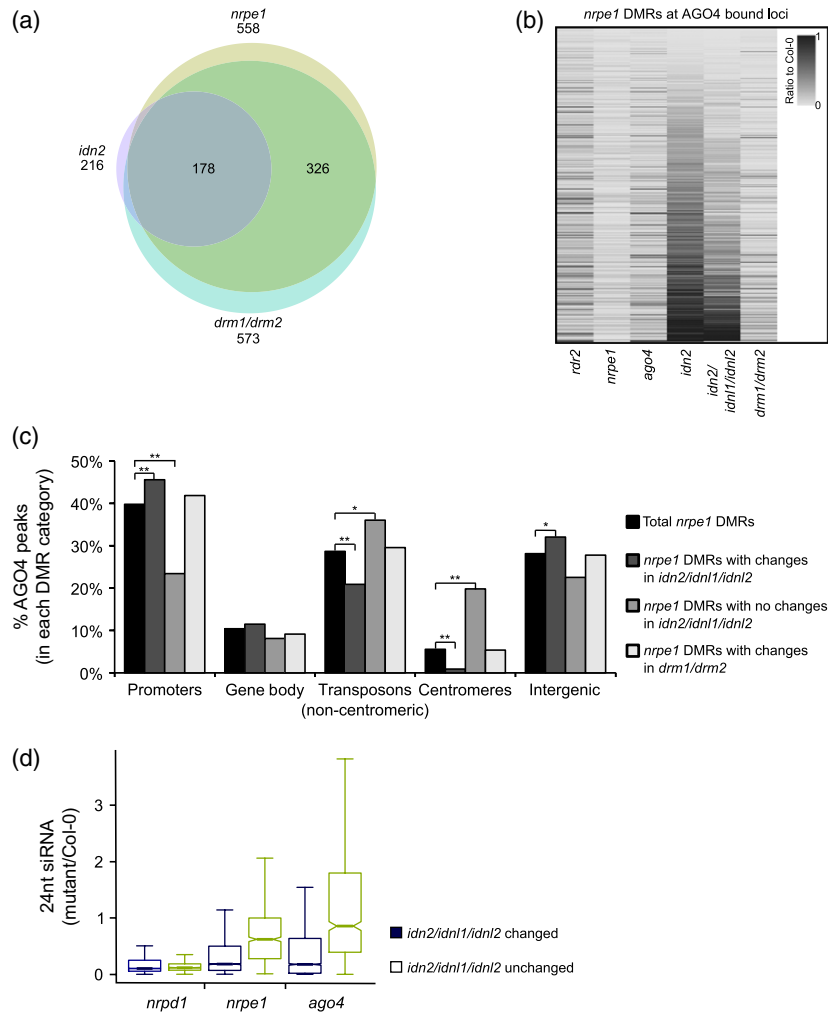 (a)
nrpe1
558
idn2
216
178
326
drm1/drm2
573
(b)
nrpe1 DMRs at AGO4 bound loci
Ratio to Col-0
1
0
rdr2
nrpe1
ago4
idn2
idn2/
idnl1/idnl2
drm1/drm2
(c)
% AGO4 peaks
(in each DMR category)
50%
40%
30%
20%
10%
0%
**
**
*
**
**
**
*
Promoters
Gene body
Transposons
(non-centromeric)
Centromeres
Intergenic
Total nrpe1 DMRs
nrpe1 DMRs with changes
in idn2/idnl1/idnl2
nrpe1 DMRs with no changes
in idn2/idnl1/idnl2
nrpe1 DMRs with changes
in drm1/drm2
(d)
24nt siRNA
(mutant/Col-0)
3
2
1
0
nrpd1
nrpe1
ago4
idn2/idnl1/idnl2 changed
idn2/idnl1/idnl2 unchanged